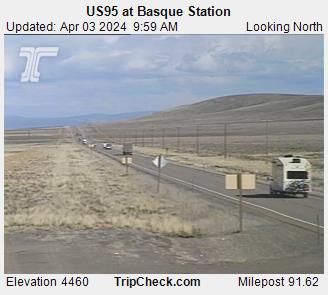 US95 at Basque Station
Updated: Apr 03 2024 9:59 AM Looking North
Elevation 4460 TripCheck.com Milepost 91.62